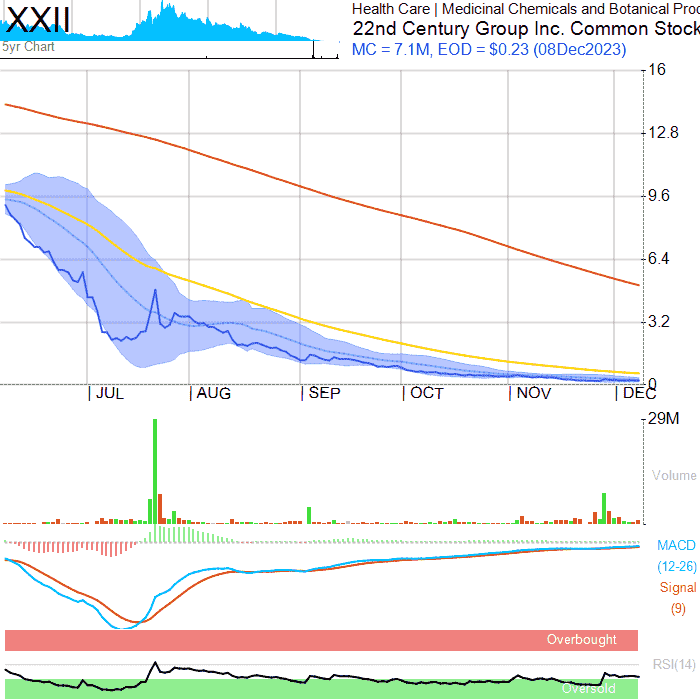 XXII
5yr Chart
Health Care | Medicinal Chemicals and Botanical Proc
22nd Century Group Inc. Common Stock
MC = 7.1M, EOD = $0.23 (08Dec2023)
16
12.8
9.6
6.4
3.2
0
JUL AUG SEP OCT NOV DEC
29M
Volume
MACD
(12-26)
Signal
(9)
Overbought
RSI(14)
Oversold